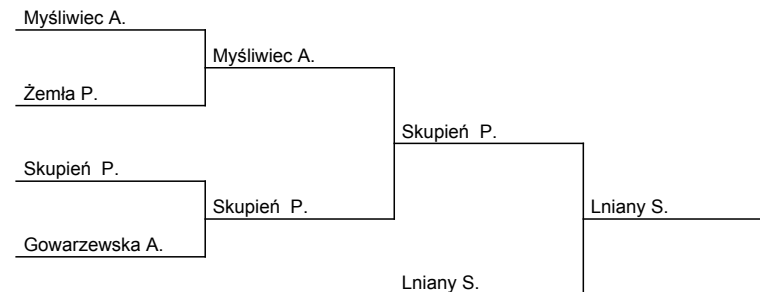 Myśliwiec A.
Myśliwiec A.
Żemła P.
Skupień P.
Skupień P.
Skupień P.
Lniany S.
Gowarzewska A.
Lniany S.